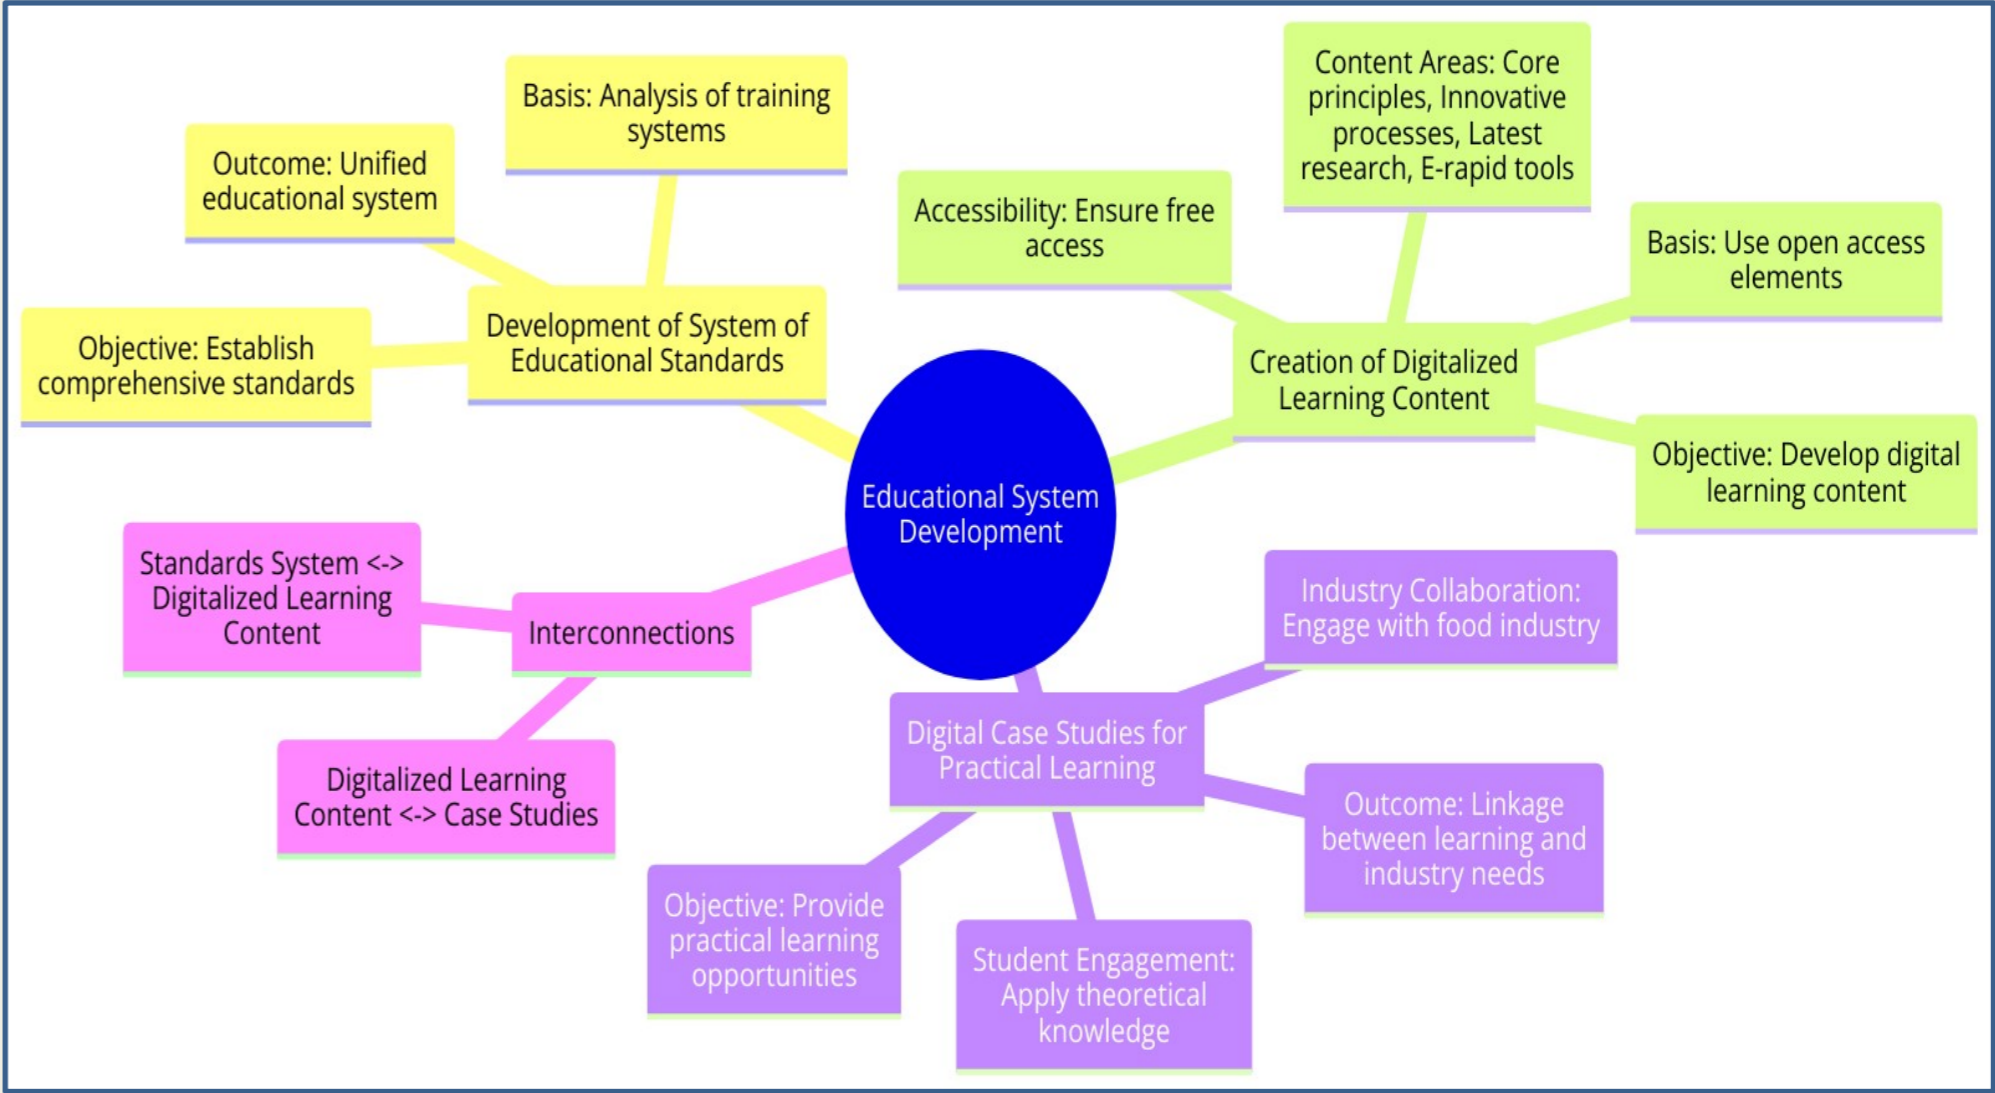 Educational System
Development
Development of System of
Educational Standards
Objective: Establish
comprehensive standards
Outcome: Unified
educational system
Basis: Analysis of training
systems
Creation of Digitalized
Learning Content
Accessibility: Ensure free
access
Content Areas: Core
principles, Innovative
processes, Latest
research, E-rapid tools
Basis: Use open access
elements
Objective: Develop digital
learning content
Interconnections
Standards System <->
Digitalized Learning
Content
Digitalized Learning
Content <-> Case Studies
Digital Case Studies for
Practical Learning
Industry Collaboration:
Engage with food industry
Outcome: Linkage
between learning and
industry needs
Student Engagement:
Apply theoretical
knowledge
Objective: Provide
practical learning
opportunities